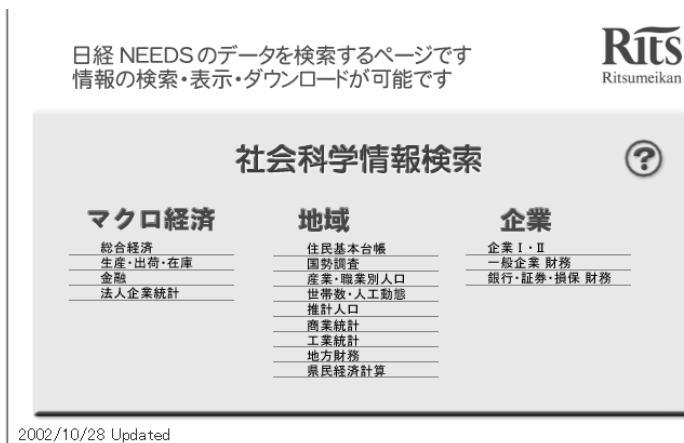 日経 NEEDS のデータを検索するページです
情報の検索・表示・ダウンロードが可能です
Rits
Ritsumeikan
社会科学情報検索
?
マクロ経済
総合経済
生産・出荷・在庫
金融
法人企業統計
地域
住民基本台帳
国勢調査
産業・職業別人口
世帯数・人工動態
推計人口
商業統計
工業統計
地方財務
県民経済計算
企業
企業 I・II
一般企業 財務
銀行・証券・損保 財務
2002/10/28 Updated